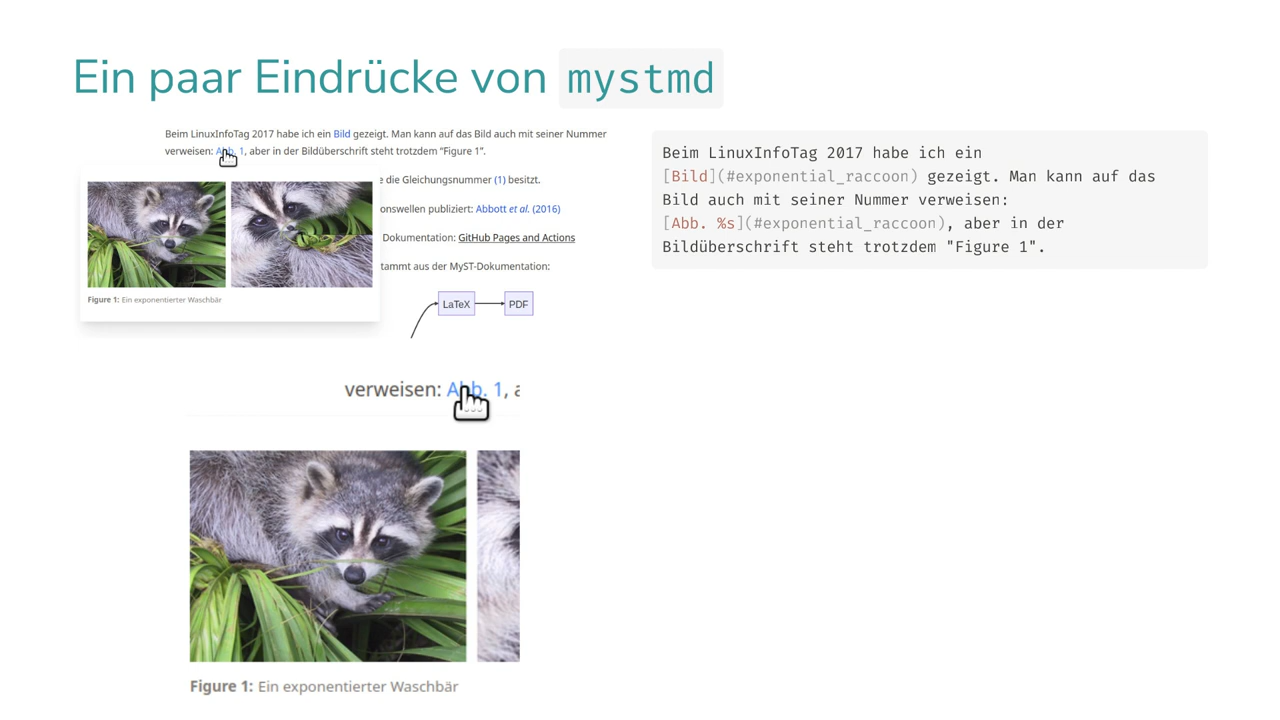 Ein paar Eindrücke von mystmd
Beim LinuxInfoTag 2017 habe ich ein Bild gezeigt. Man kann auf das Bild auch mit seiner Nummer
verweisen: Abb. 1, aber in der Bildüberschrift steht trotzdem “Figure 1”.
die Gleichungsnummer (1) besitzt.
onswellen publiziert: Abbott et al. (2016)
Dokumentation: GitHub Pages and Actions
tammt aus der MyST-Dokumentation:
Figure 1: Ein exponentierter Waschbär
LaTeX PDF
verweisen: Abb. 1, a
Figure 1: Ein exponentierter Waschbär
Beim LinuxInfoTag 2017 habe ich ein
[Bild](#exponential_raccoon) gezeigt. Man kann auf das
Bild auch mit seiner Nummer verweisen:
[Abb. %s](#exponential_raccoon), aber in der
Bildüberschrift steht trotzdem "Figure 1".